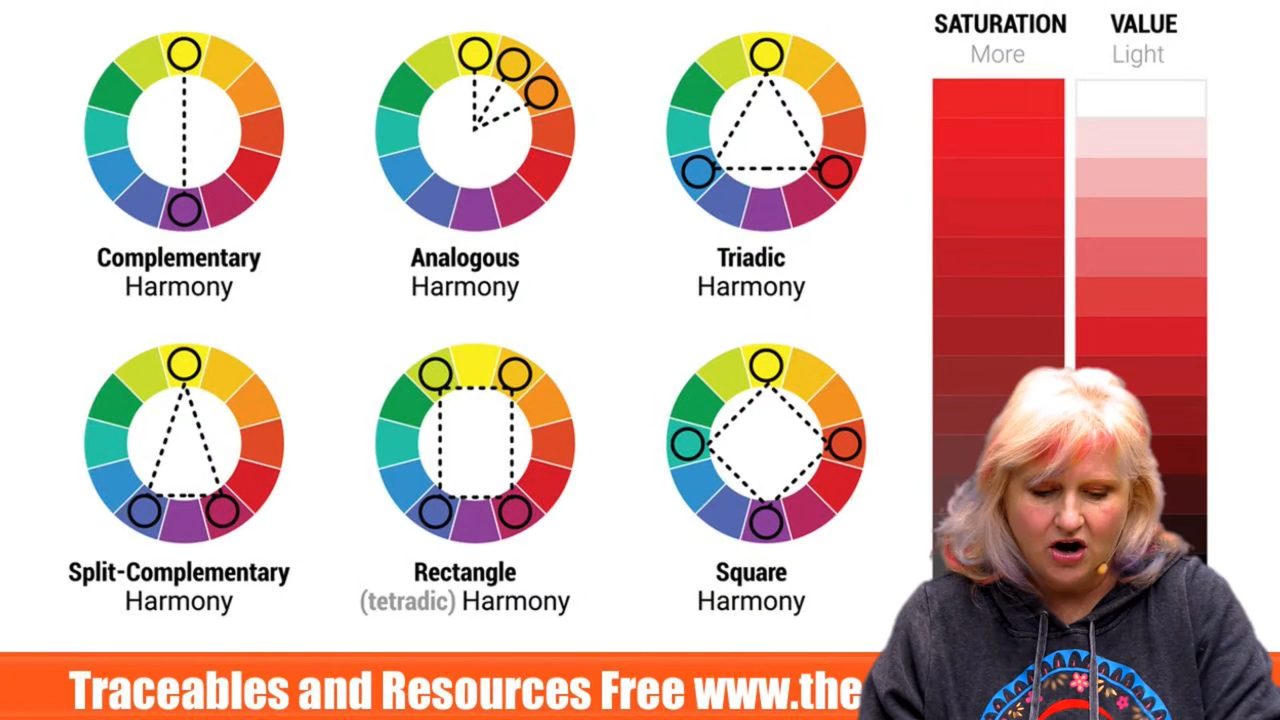 SATURATION
More
VALUE
Light
Complementary
Harmony
Analogous
Harmony
Triadic
Harmony
Split-Complementary
Harmony
Rectangle
(tetradic) Harmony
Square
Harmony
Traceables and Resources Free www.the